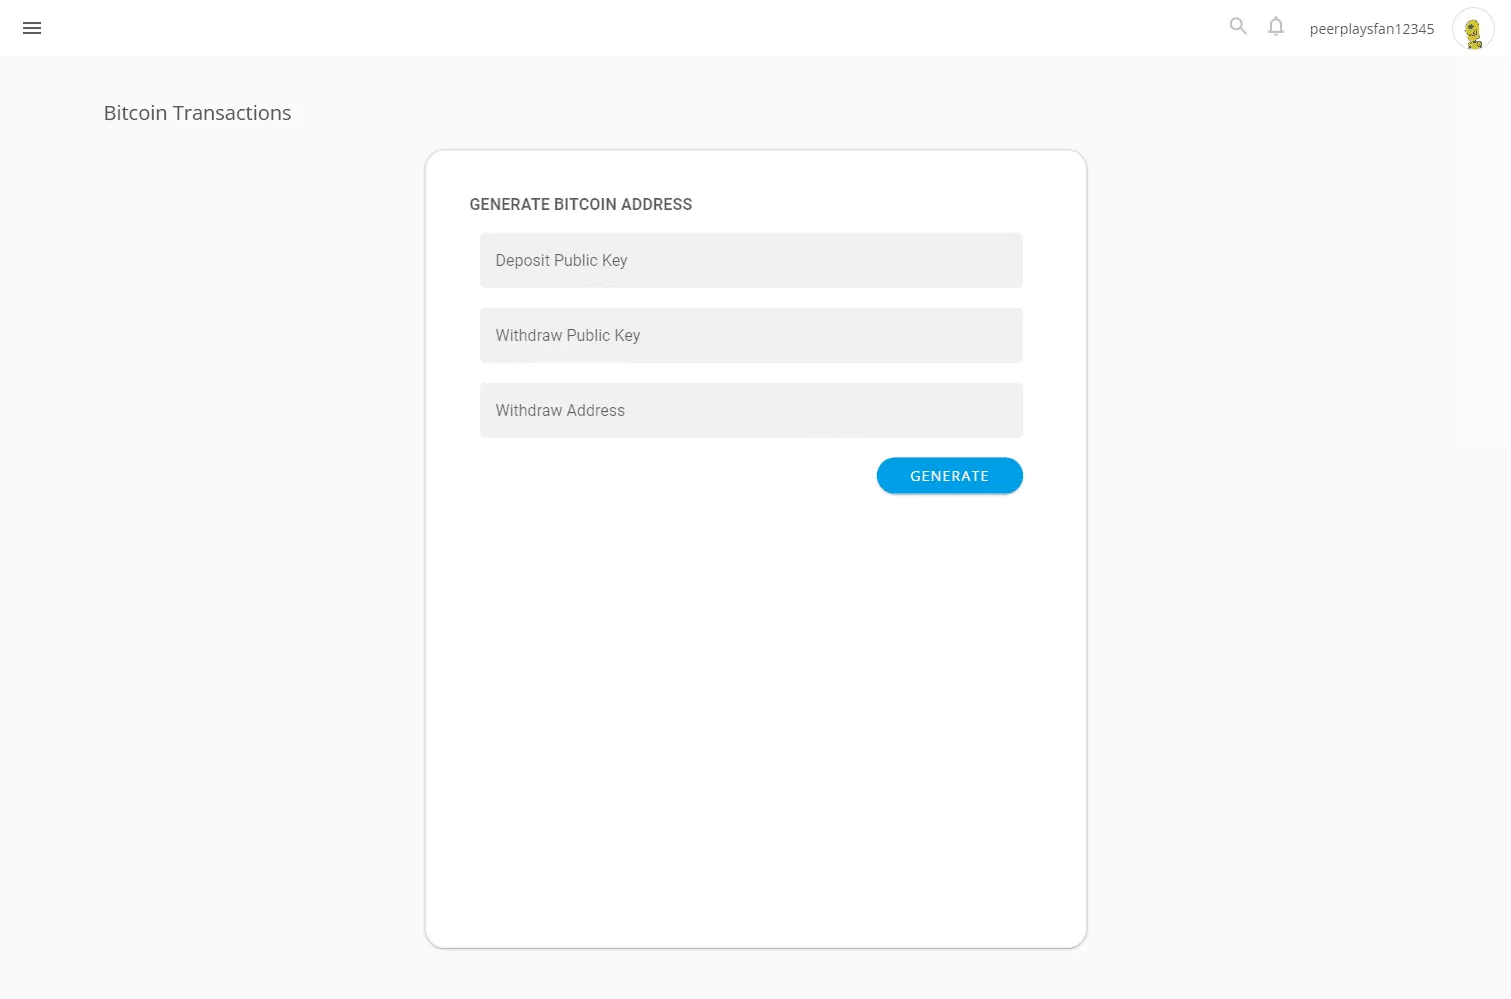 peerplaysfan12345
Bitcoin Transactions
GENERATE BITCOIN ADDRESS
Deposit Public Key
Withdraw Public Key
Withdraw Address
GENERATE